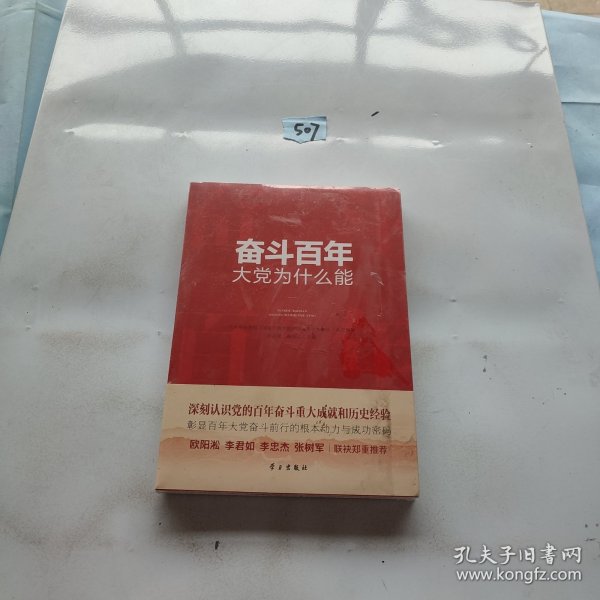 507
奋斗百年
大党为什么能
深刻认识党的百年奋斗重大成就和历史经验
彰显百年大党奋斗前行的根本动力与成功密码
欧阳淞 李君如 李忠杰 张树军 | 联袂郑重推荐
学习出版社
孔夫子旧书网
www.kongfz.com